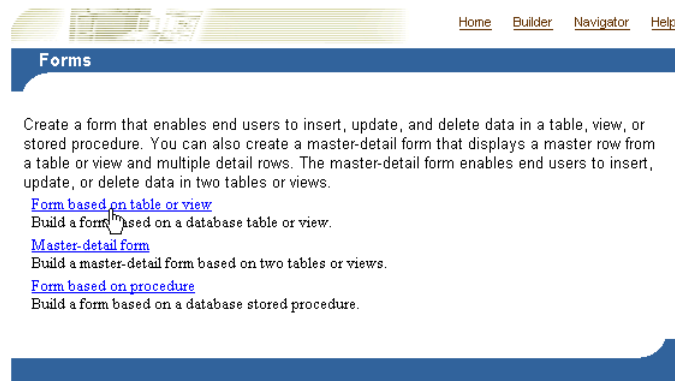 Home Builder Navigator Help
Forms
Create a form that enables end users to insert, update, and delete data in a table, view, or
stored procedure. You can also create a master-detail form that displays a master row from
a table or view and multiple detail rows. The master-detail form enables end users to insert,
update, or delete data in two tables or views.
Form based on table or view
Build a form based on a database table or view.
Master-detail form
Build a master-detail form based on two tables or views.
Form based on procedure
Build a form based on a database stored procedure.